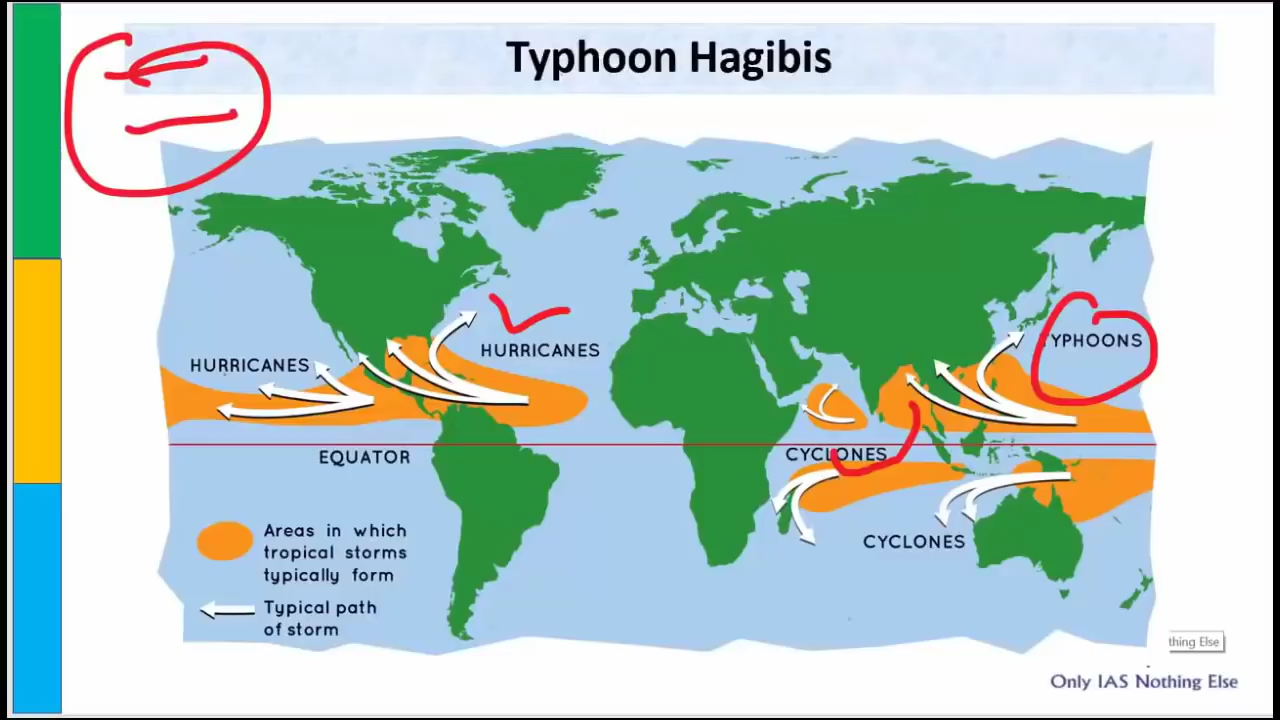 Typhoon Hagibis
HURRICANES
HURRICANES
YPHOONS
EQUATOR
CYCLONES
CYCLONES
Areas in which
tropical storms
typically form
Typical path
of storm
thing Else
Only IAS Nothing Else